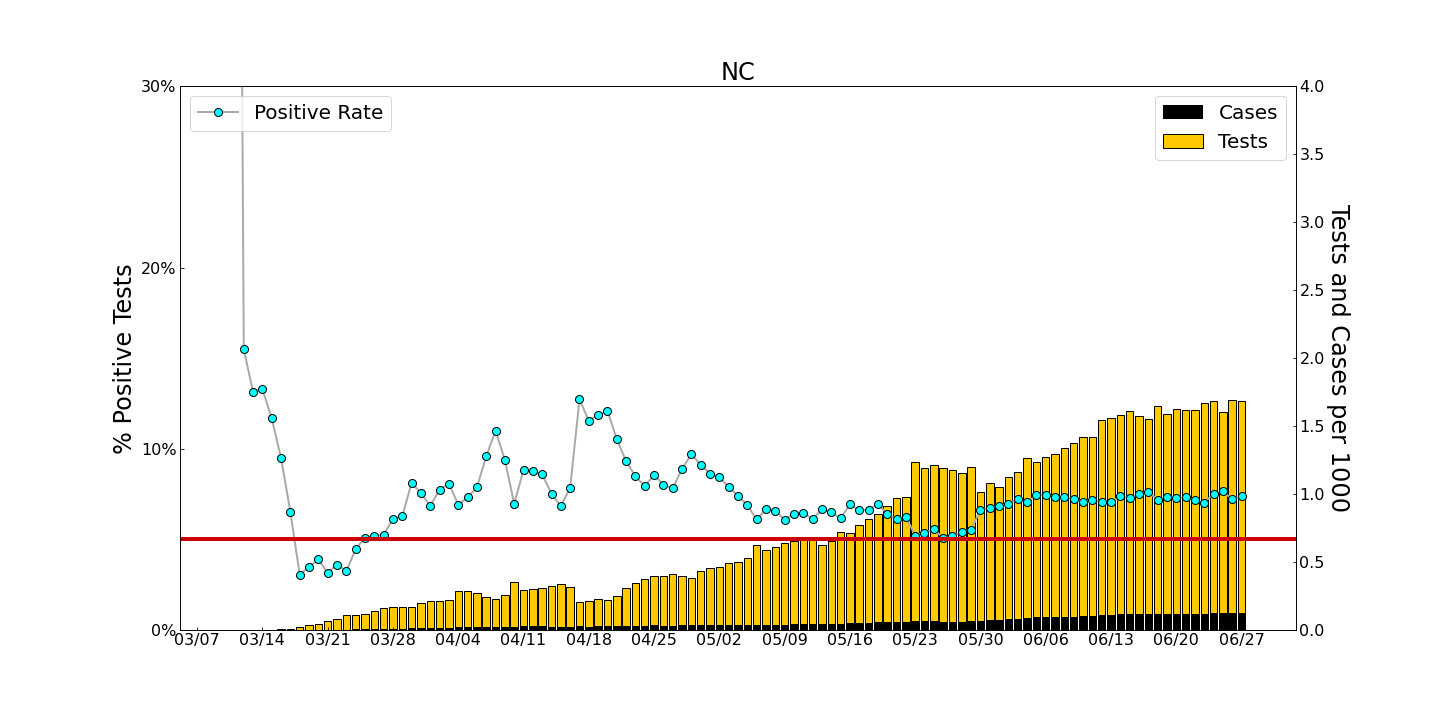 NC
30%
20%
10%
0%
% Positive Tests
Positive Rate
Cases
Tests
4.0
3.5
3.0
2.5
2.0
1.5
1.0
0.5
0.0
Tests and Cases per 1000
03/07 03/14 03/21 03/28 04/04 04/11 04/18 04/25 05/02 05/09 05/16 05/23 05/30 06/06 06/13 06/20 06/27